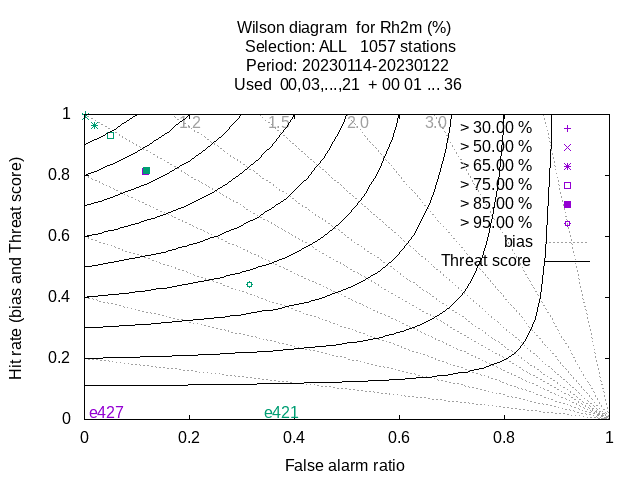 Wilson diagram  for Rh2m (%)
Selection: ALL   1057 stations
Period: 20230114-20230122
Used  00,03,...,21  + 00 01 ... 36
Hit rate (bias and Threat score)
1
0.8
0.6
0.4
0.2
0
1.2 1.5 2.0 3.0
> 30.00 %
> 50.00 %
> 65.00 %
> 75.00 %
> 85.00 %
> 95.00 %
bias
Threat score
e427 e421
0 0.2 0.4 0.6 0.8 1
False alarm ratio